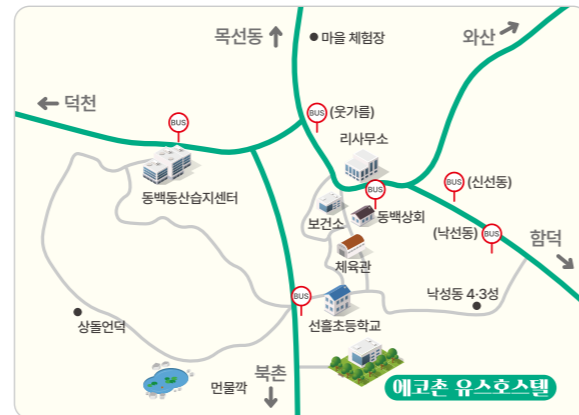 목선동
마을 체험장
와산
덕천
BUS
BUS (웃가름)
리사무소
동백동산습지센터
BUS (신선동)
보건소
BUS
동백상회
(낙선동) BUS
함덕
체육관
BUS
낙성동 4·3성
상돌언덕
선흘초등학교
북촌
먼물깍
에코촌 유스호스텔